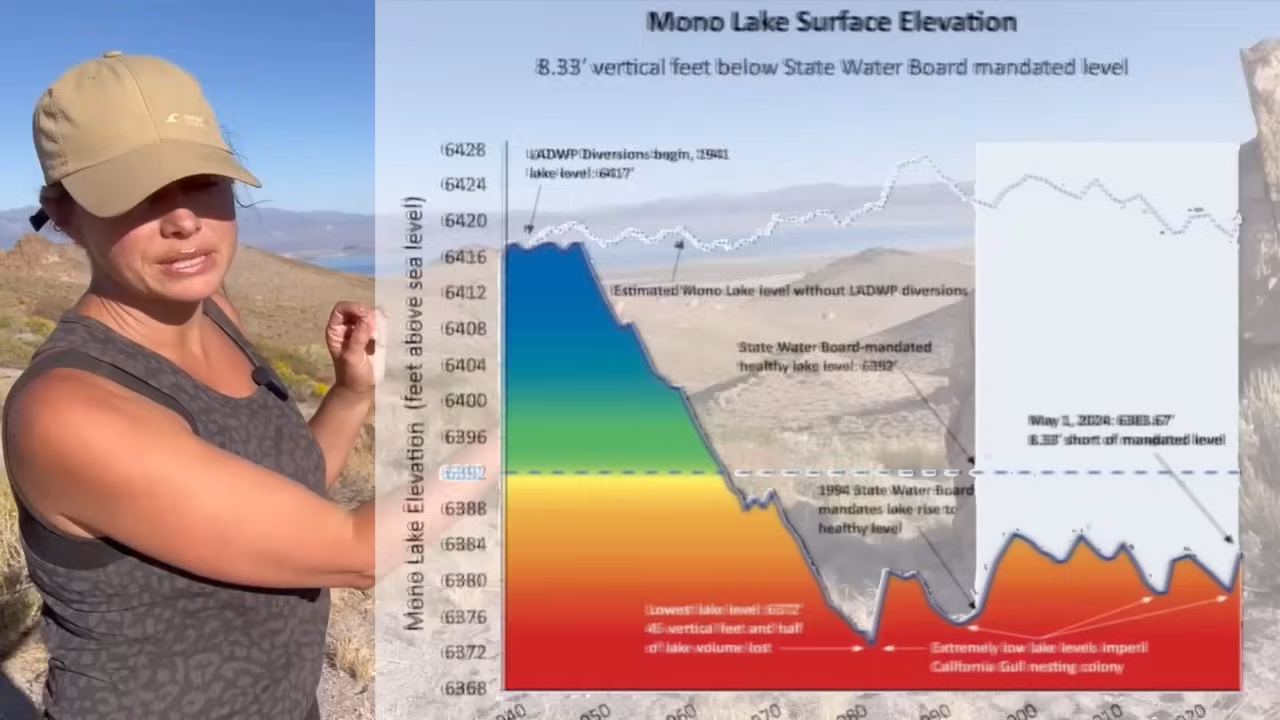 Mono Lake Surface Elevation
8.33' vertical feet below State Water Board mandated level
Mono Lake Elevation (feet above sea level)
6428
6424
6420
6416
6412
6408
6404
6400
6396
6392
6388
6384
6380
6376
6372
6368
LADWP Diversions begin, 1941
lake level: 6417'
Estimated Mono Lake level without LADWP diversions
State Water Board-mandated
healthy lake level: 6392'
May 1, 2024: 6383.67'
8.33' short of mandated level
1994 State Water Board
mandates lake rise to
healthy level
Lowest lake level: 6372'
45 vertical feet and half
of lake volume lost
Extremely low lake levels imperil
California Gull nesting colony